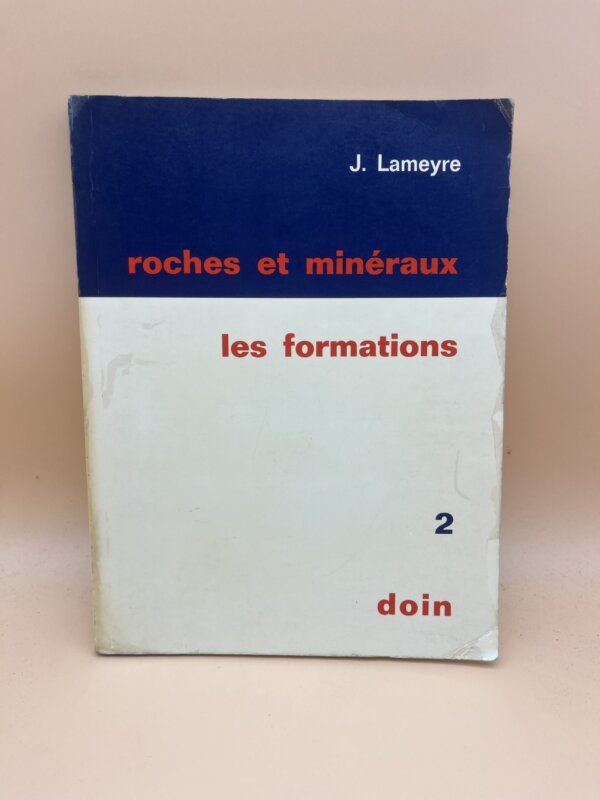 J. Lameyre
roches et minéraux
les formations
2
doin